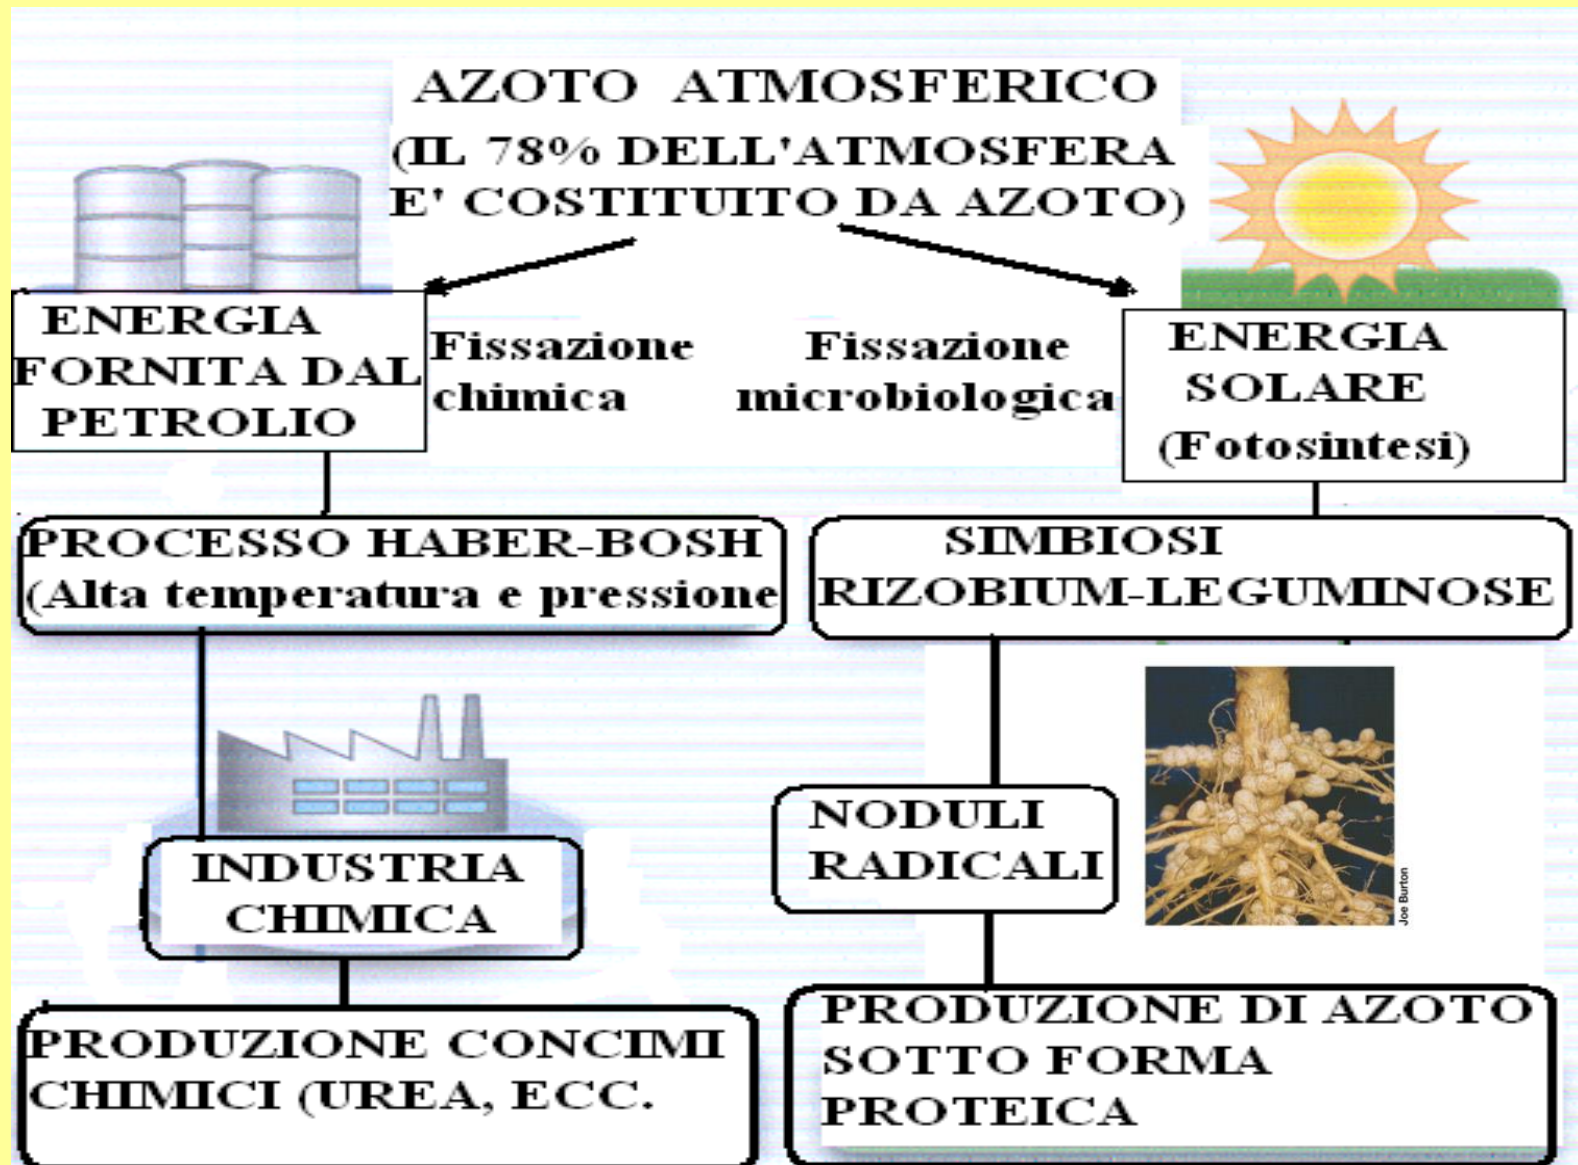 AZOTO ATMOSFERICO
(IL 78% DELL'ATMOSFERA
E' COSTITUITO DA AZOTO)
ENERGIA
FORNITA DAL
PETROLIO
Fissazione
chimica
Fissazione
microbiologica
ENERGIA
SOLARE
(Fotosintesi)
PROCESSO HABER-BOSH
(Alta temperatura e pressione
SIMBIOSI
RIZOBIUM-LEGUMINOSE
INDUSTRIA
CHIMICA
NODULI
RADICALI
Joe Burton
PRODUZIONE CONCIMI
CHIMICI (UREA, ECC.
PRODUZIONE DI AZOTO
SOTTO FORMA
PROTEICA